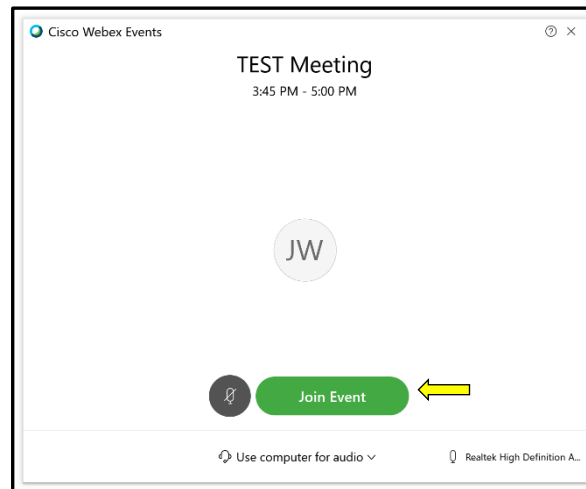 Cisco Webex Events
TEST Meeting
3:45 PM - 5:00 PM
JW
Join Event
Use computer for audio
Realtek High Definition A...